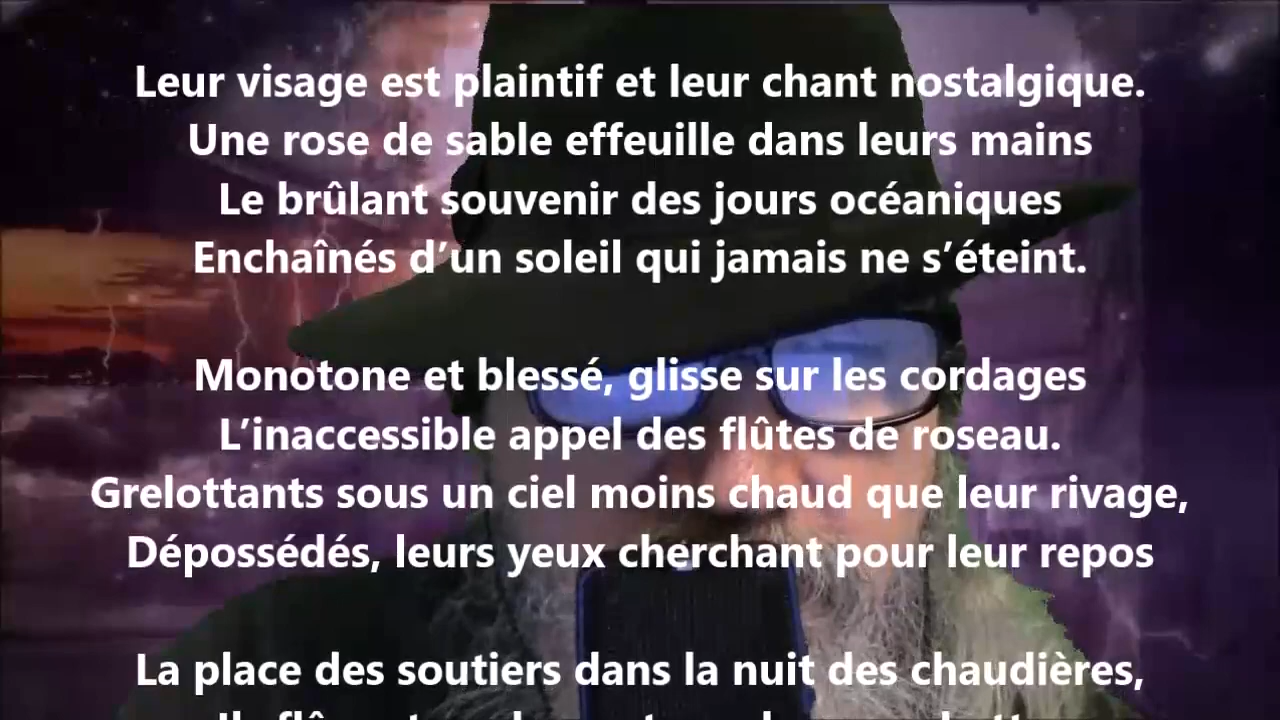 Leur visage est plaintif et leur chant nostalgique.
Une rose de sable effeuille dans leurs mains
Le brûlant souvenir des jours océaniques
Enchaînés d’un soleil qui jamais ne s’éteint.
Monotone et blessé, glisse sur les cordages
L’inaccessible appel des flûtes de roseau.
Grelottants sous un ciel moins chaud que leur rivage,
Dépossédés, leurs yeux cherchant pour leur repos
La place des soutiers dans la nuit des chaudières,